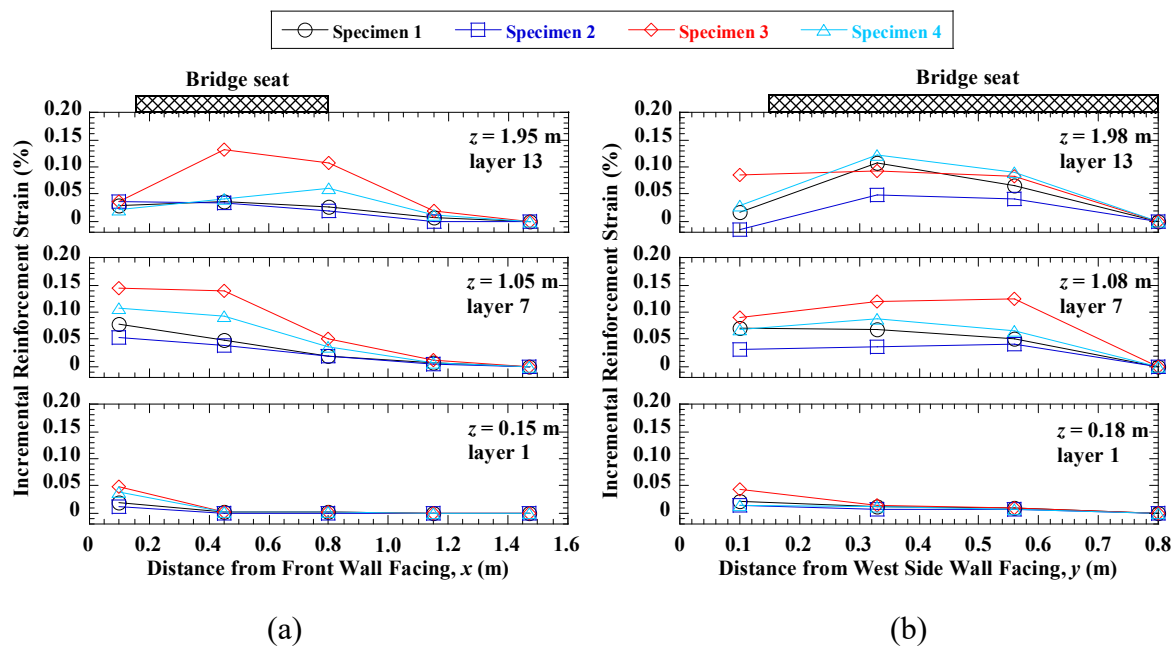 Specimen 1 Specimen 2 Specimen 3 Specimen 4
Bridge seat
Incremental Reinforcement Strain (%)
0.20
0.15
0.10
0.05
0
z = 1.95 m
layer 13
0.20
0.15
0.10
0.05
0
z = 1.05 m
layer 7
0.20
0.15
0.10
0.05
0
z = 0.15 m
layer 1
0 0.2 0.4 0.6 0.8 1.0 1.2 1.4 1.6
Distance from Front Wall Facing, x (m)
(a)
Bridge seat
Incremental Reinforcement Strain (%)
0.20
0.15
0.10
0.05
0
z = 1.98 m
layer 13
0.20
0.15
0.10
0.05
0
z = 1.08 m
layer 7
0.20
0.15
0.10
0.05
0
z = 0.18 m
layer 1
0 0.1 0.2 0.3 0.4 0.5 0.6 0.7 0.8
Distance from West Side Wall Facing, y (m)
(b)